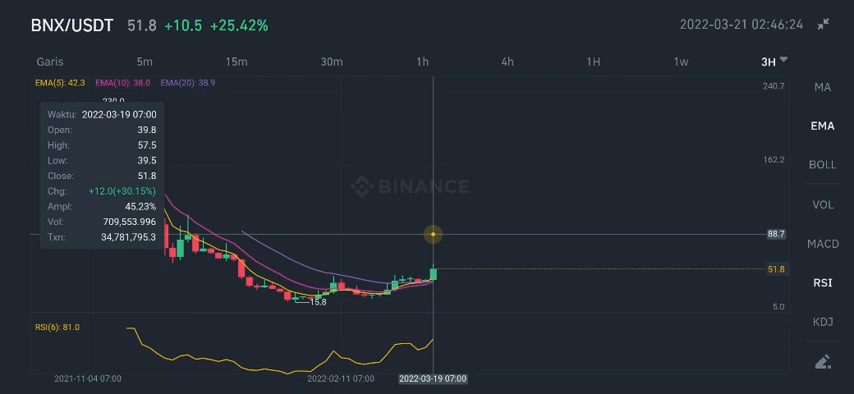 BNX/USDT 51.8 +10.5 +25.42% 2022-03-21 02:46:24
Garis 5m 15m 30m 1h 4h 1H 1w 3H
EMA(5): 42.3 EMA(10): 38.0 EMA(20): 38.9
240.7
MA
Waktu: 2022-03-19 07:00
Open: 39.8
EMA
High: 57.5
Low: 39.5
162.2
BOLL
Close: 51.8
Chg: +12.0(+30.15%)
BINANCE
Ampl: 45.23%
VOL
Vol: 709,553.996
Txn: 34,781,795.3
88.7
MACD
51.8
RSI
15.8
5.0
KDJ
RSI(6): 81.0
2021-11-04 07:00 2022-02-11 07:00 2022-03-19 07:00